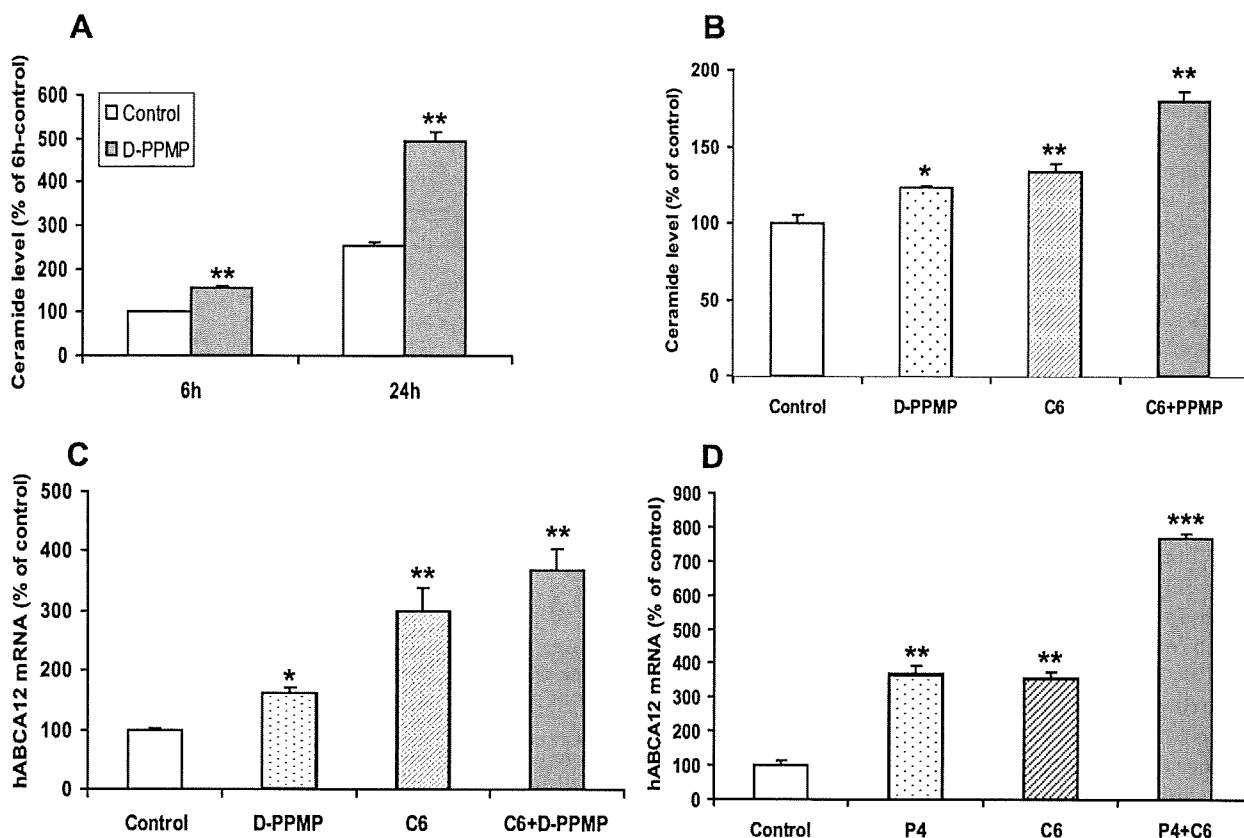 A
Ceramide level (% of 6h-control)
600
500
400
300
200
100
0
Control
D-PPMP
**
**
6h
24h
B
Ceramide level (% of control)
200
150
100
50
0
*
**
**
Control
D-PPMP
C6
C6+PPMP
C
hABCA12 mRNA (% of control)
500
400
300
200
100
0
*
**
**
Control
D-PPMP
C6
C6+D-PPMP
D
hABCA12 mRNA (% of control)
900
800
700
600
500
400
300
200
100
0
**
**
***
Control
P4
C6
P4+C6